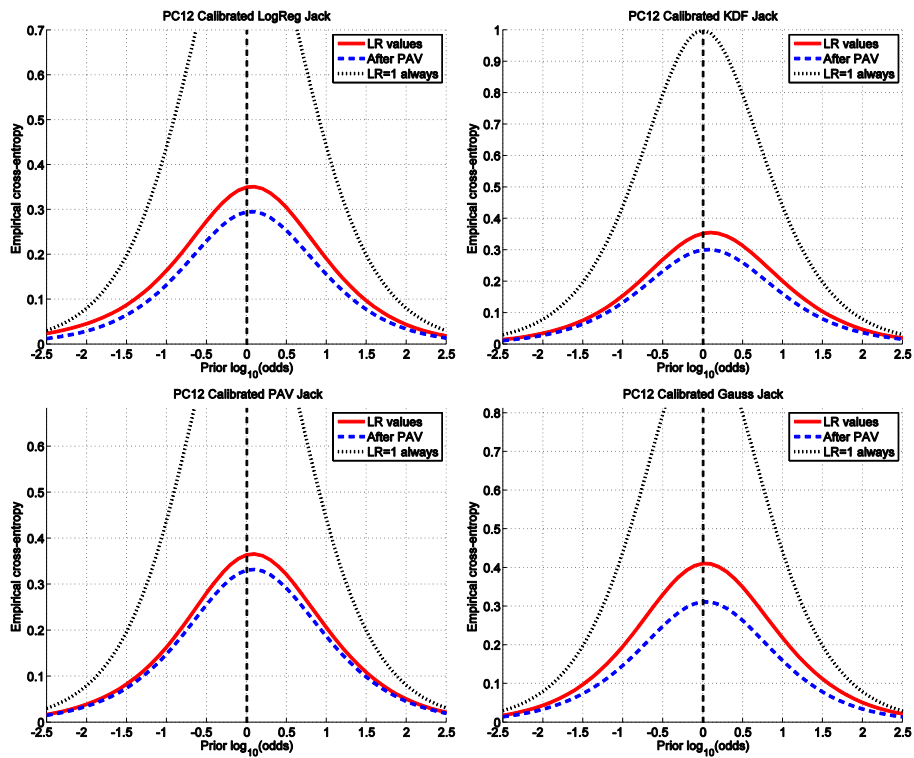 PC12 Calibrated LogReg Jack
Empirical cross-entropy
0.7
0.6
0.5
0.4
0.3
0.2
0.1
0
LR values
After PAV
LR=1 always
-2.5 -2 -1.5 -1 -0.5 0 0.5 1 1.5 2 2.5
Prior log10(odds)
PC12 Calibrated KDF Jack
Empirical cross-entropy
1
0.9
0.8
0.7
0.6
0.5
0.4
0.3
0.2
0.1
0
LR values
After PAV
LR=1 always
-2.5 -2 -1.5 -1 -0.5 0 0.5 1 1.5 2 2.5
Prior log10(odds)
PC12 Calibrated PAV Jack
Empirical cross-entropy
0.6
0.5
0.4
0.3
0.2
0.1
0
LR values
After PAV
LR=1 always
-2.5 -2 -1.5 -1 -0.5 0 0.5 1 1.5 2 2.5
Prior log10(odds)
PC12 Calibrated Gauss Jack
Empirical cross-entropy
0.8
0.7
0.6
0.5
0.4
0.3
0.2
0.1
0
LR values
After PAV
LR=1 always
-2.5 -2 -1.5 -1 -0.5 0 0.5 1 1.5 2 2.5
Prior log10(odds)